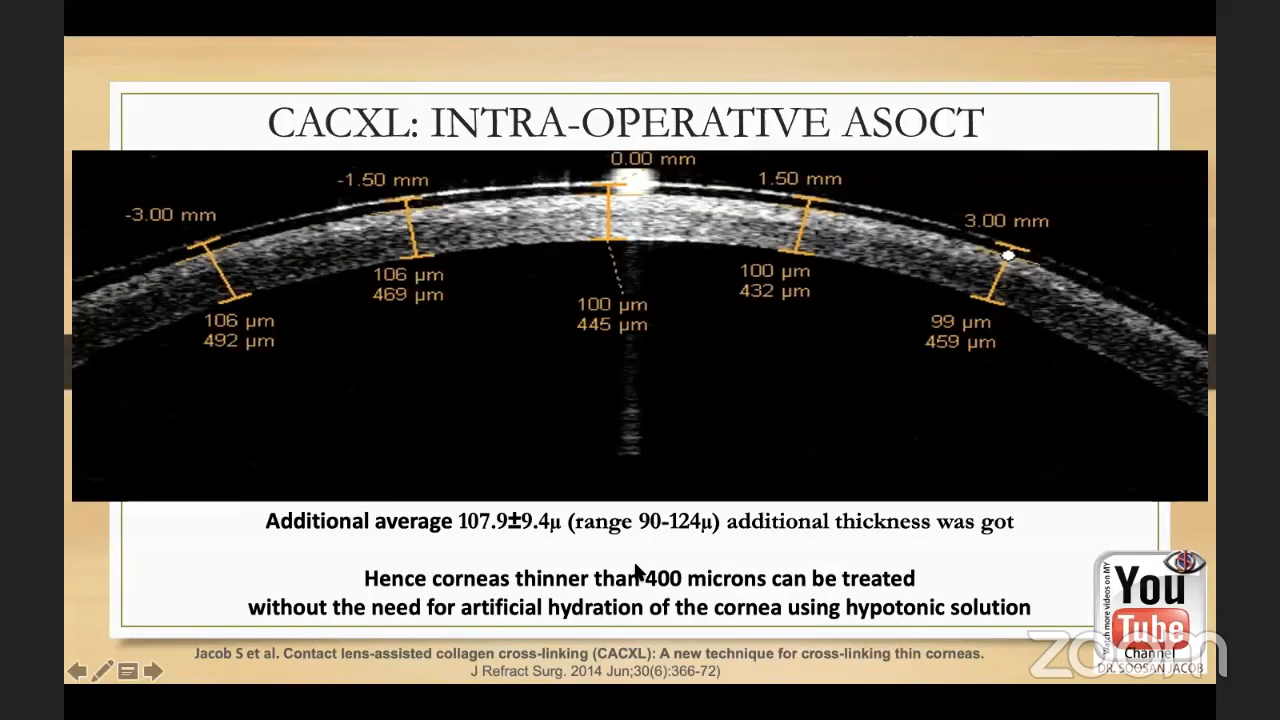 CACXL: INTRA-OPERATIVE ASOCT
0.00 mm
-1.50 mm
1.50 mm
-3.00 mm
3.00 mm
106 µm
469 µm
100 µm
432 µm
100 µm
445 µm
106 µm
492 µm
99 µm
459 µm
Additional average 107.9±9.4µ (range 90-124µ) additional thickness was got
Hence corneas thinner than 400 microns can be treated
without the need for artificial hydration of the cornea using hypotonic solution
Jacob S et al. Contact lens-assisted collagen cross-linking (CACXL): A new technique for cross-linking thin corneas.
J Refract Surg. 2014 Jun;30(6):366-72)
more videos on MY
You
Tube
Channel
DR. SOOSAN JACOB
zoom